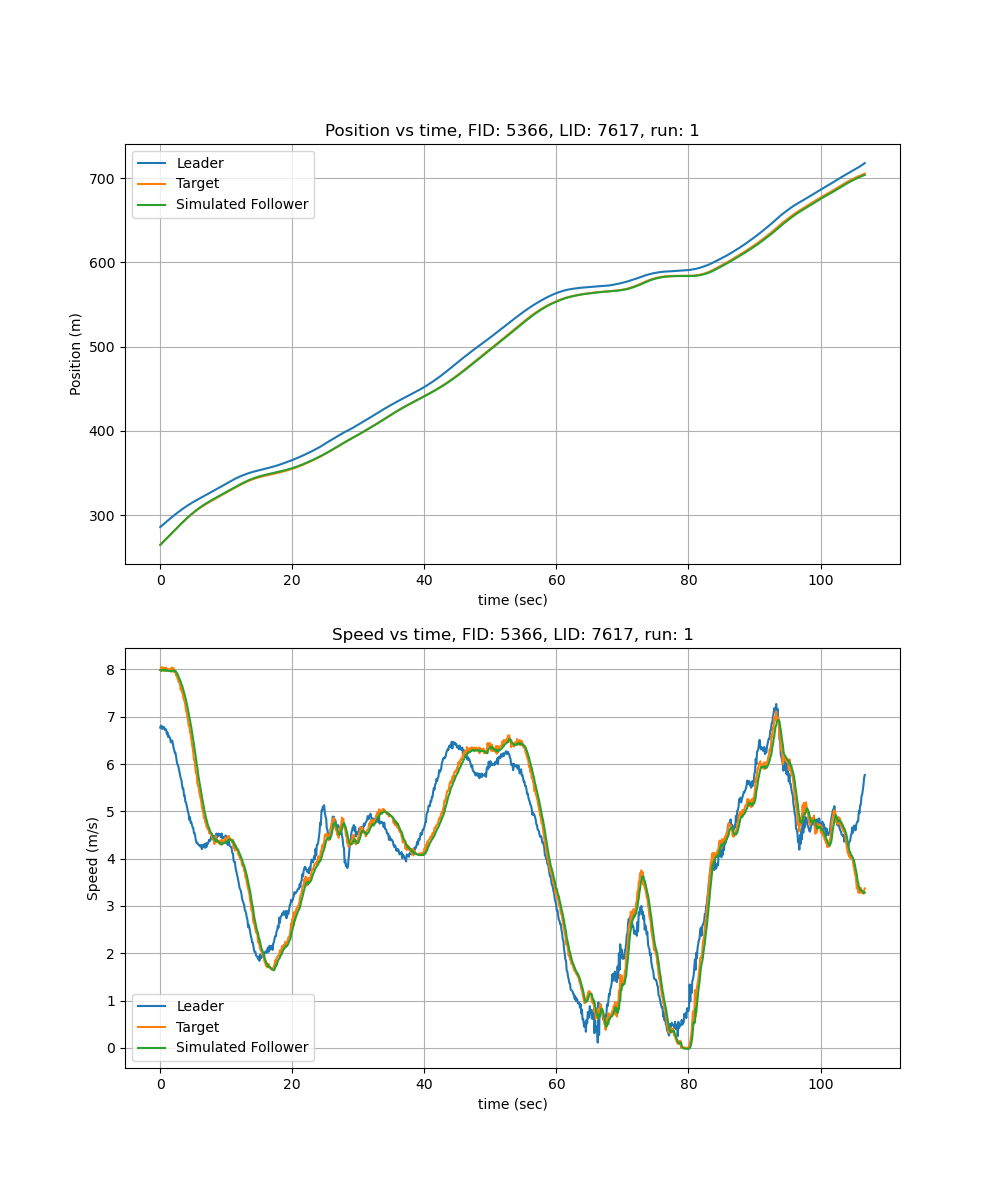 Position vs time, FID: 5366, LID: 7617, run: 1
Leader
Target
Simulated Follower
700
600
500
400
300
Position (m)
0 20 40 60 80 100
time (sec)
Speed vs time, FID: 5366, LID: 7617, run: 1
8
7
6
5
4
3
2
1
0
Speed (m/s)
Leader
Target
Simulated Follower
0 20 40 60 80 100
time (sec)